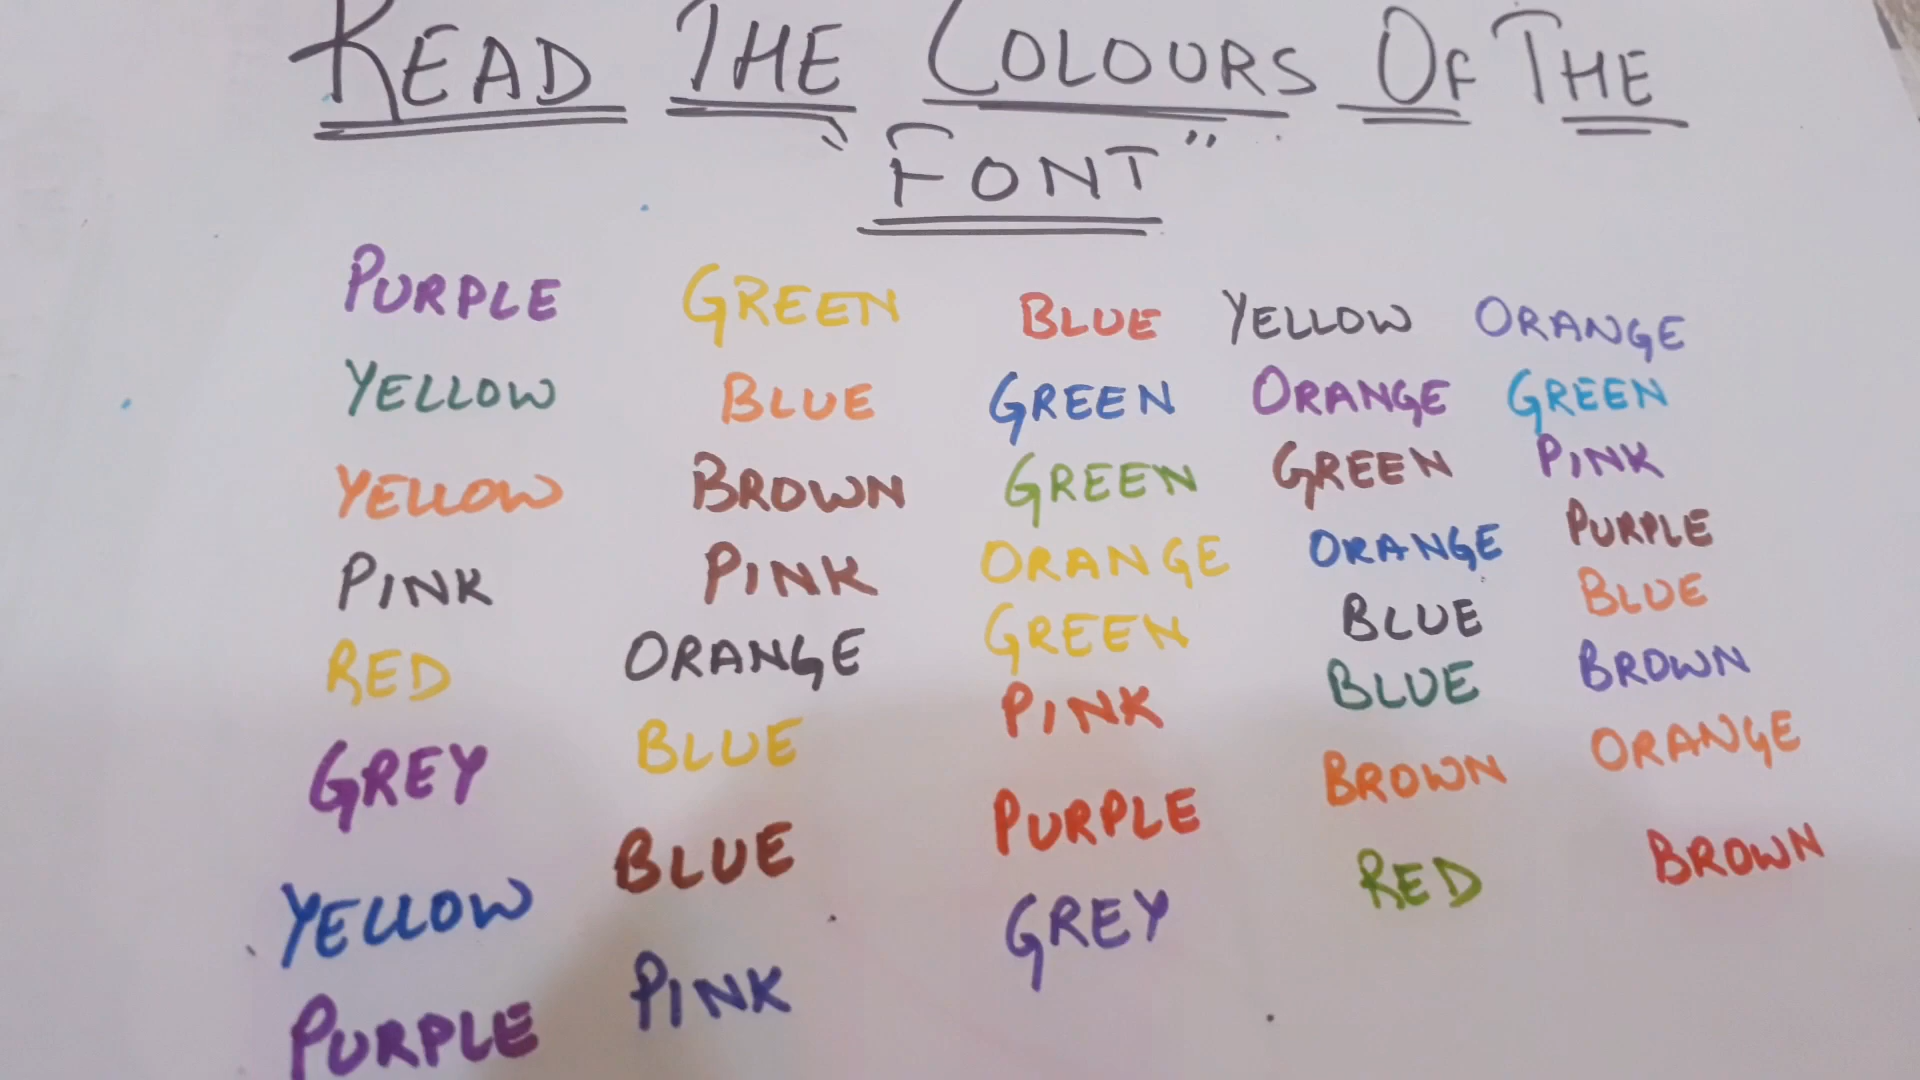 READ THE COLOURS OF THE
"FONT"
PURPLE GREEN BLUE YELLOW ORANGE
YELLOW BLUE GREEN ORANGE GREEN
YELLOW BROWN GREEN GREEN PINK
PINK PINK ORANGE ORANGE PURPLE
RED ORANGE GREEN BLUE BLUE
GREY BLUE PINK BLUE BROWN
YELLOW BLUE PURPLE BROWN ORANGE
PURPLE PINK GREY RED BROWN